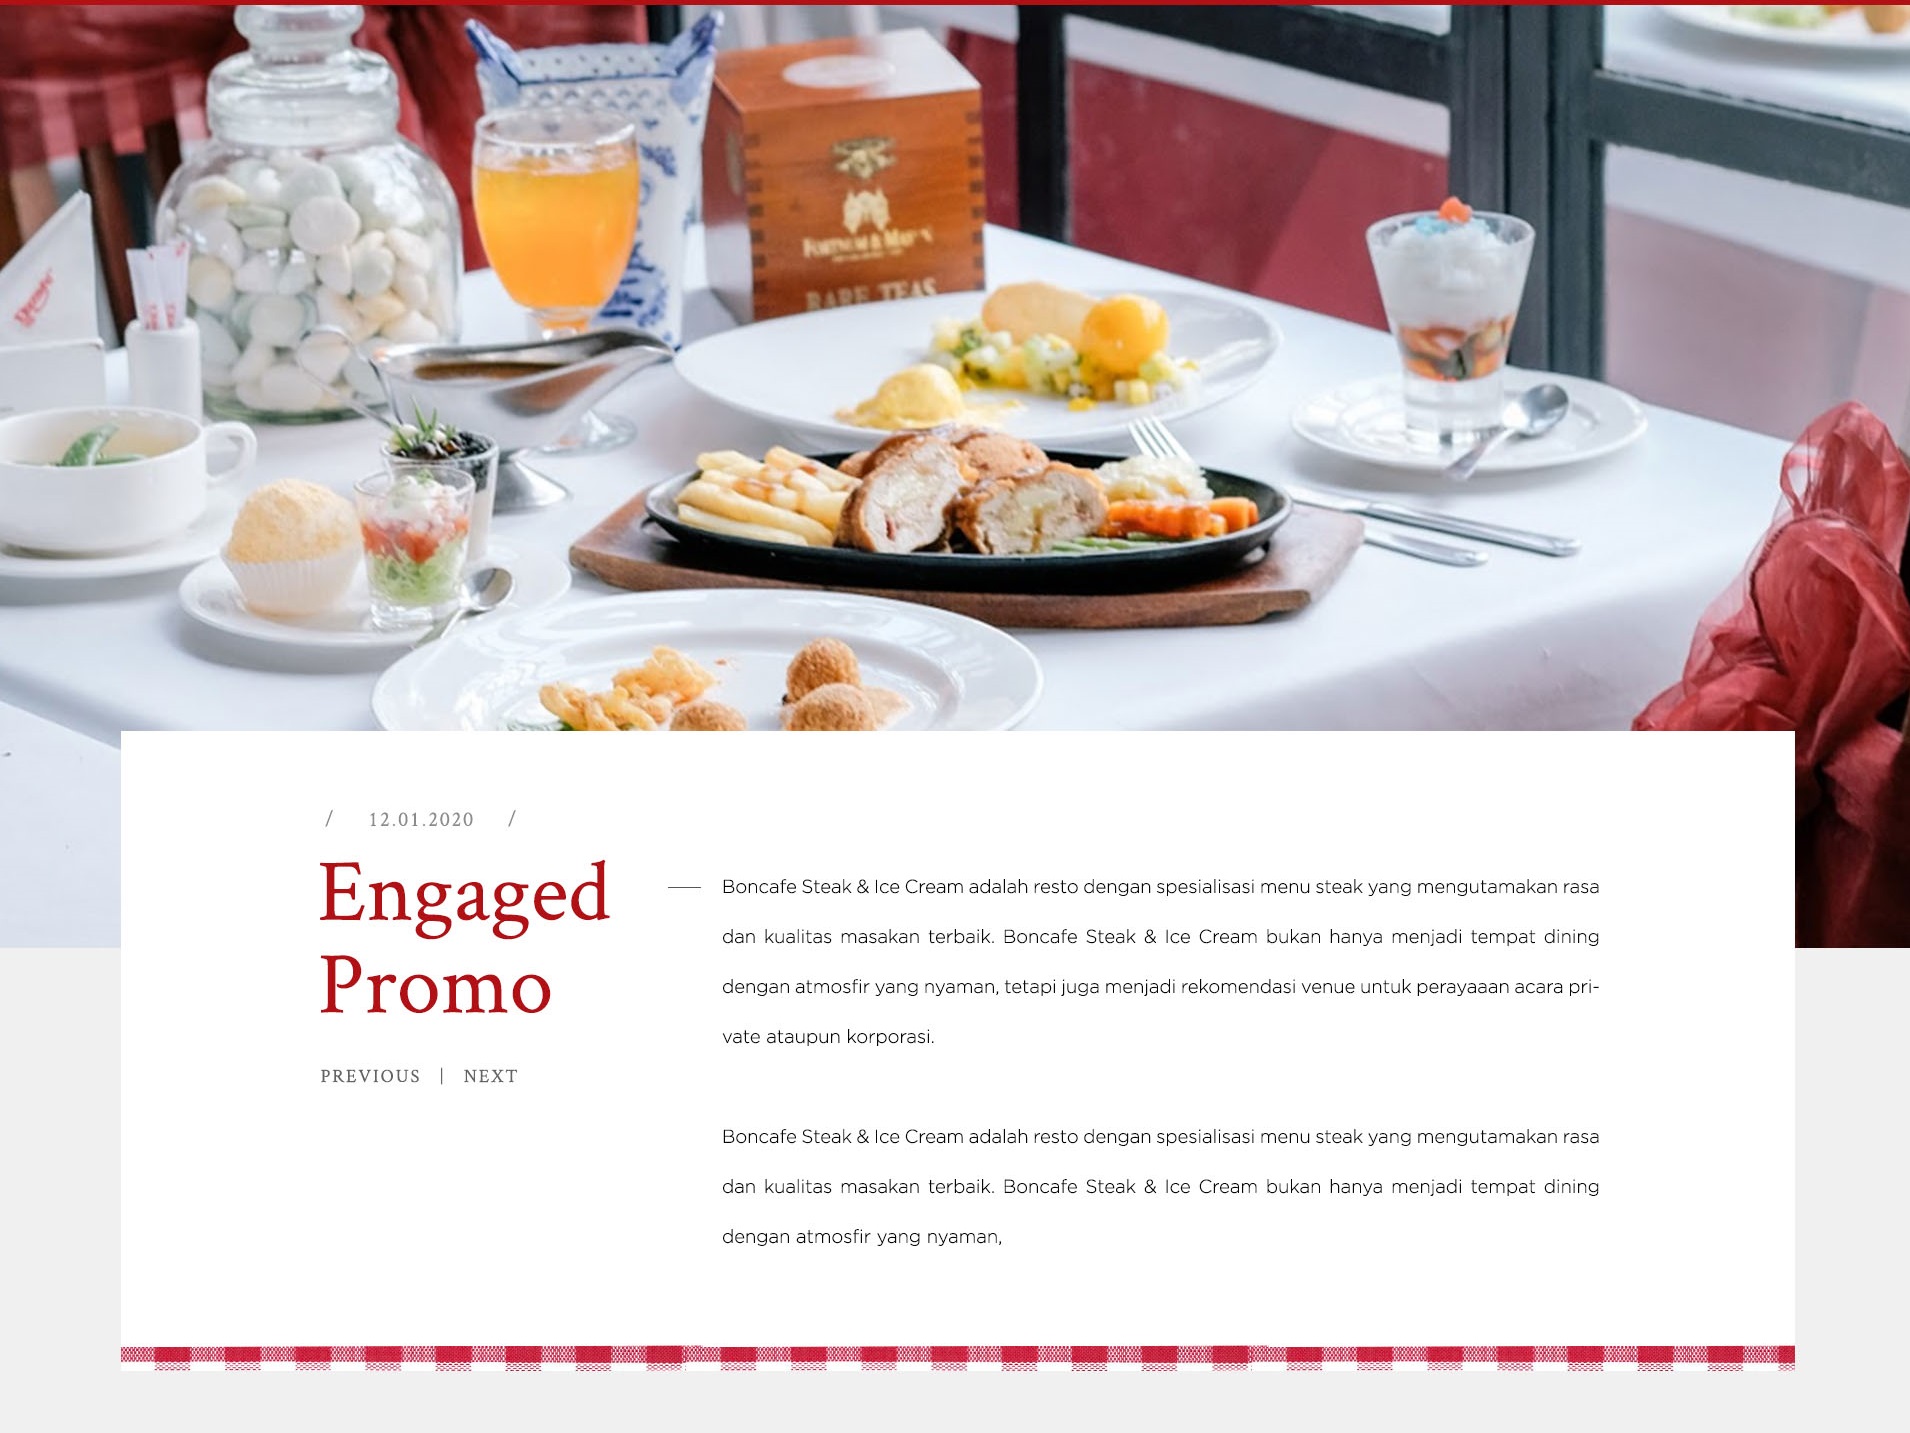 FORTNUM & MASON
RARE TEAS
/ 12.01.2020 /
Engaged
Promo
PREVIOUS | NEXT
Boncafe Steak & Ice Cream adalah resto dengan spesialisasi menu steak yang mengutamakan rasa
dan kualitas masakan terbaik. Boncafe Steak & Ice Cream bukan hanya menjadi tempat dining
dengan atmosfir yang nyaman, tetapi juga menjadi rekomendasi venue untuk perayaaan acara pri-
vate ataupun korporasi.
Boncafe Steak & Ice Cream adalah resto dengan spesialisasi menu steak yang mengutamakan rasa
dan kualitas masakan terbaik. Boncafe Steak & Ice Cream bukan hanya menjadi tempat dining
dengan atmosfir yang nyaman,